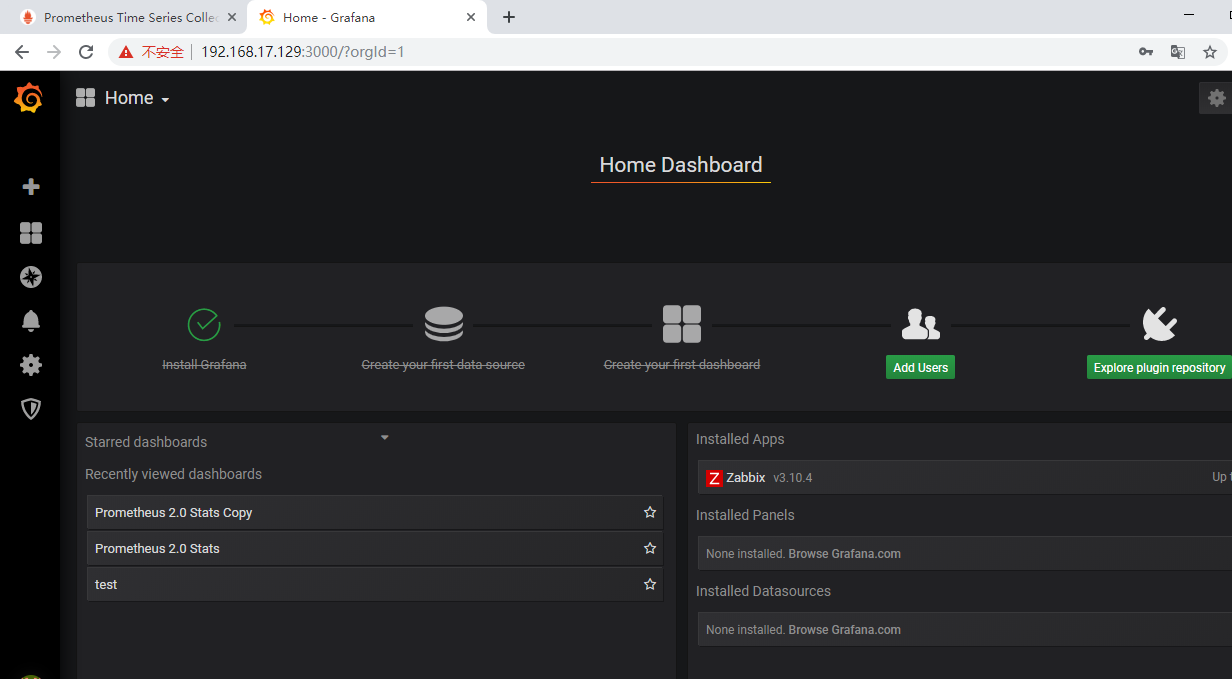 Prometheus Time Series Collec
Home - Grafana
不安全
192.168.17.129:3000/?orgId=1
Home
Home Dashboard
Install Grafana
Create your first data source
Create your first dashboard
Add Users
Explore plugin repository
Starred dashboards
Recently viewed dashboards
Prometheus 2.0 Stats Copy
Prometheus 2.0 Stats
test
Installed Apps
Z Zabbix v3.10.4
Up
Installed Panels
None installed. Browse Grafana.com
Installed Datasources
None installed. Browse Grafana.com